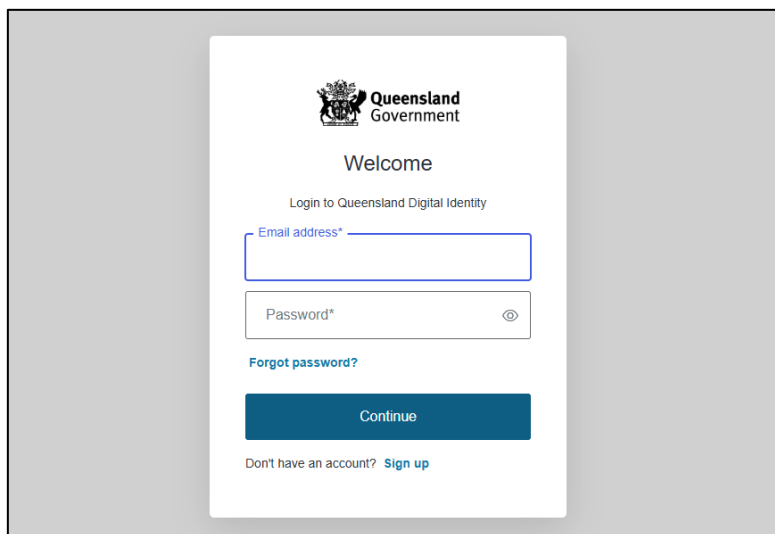 Queensland
Government
Welcome
Login to Queensland Digital Identity
Email address*
Password*
Forgot password?
Continue
Don't have an account? Sign up